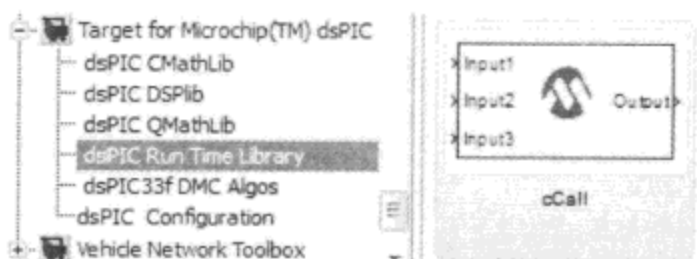 Target for Microchip(TM) dsPIC
dsPIC CMathLib
dsPIC DSPlib
dsPIC QMathLib
dsPIC Run Time Library
dsPIC33f DMC Algos
dsPIC Configuration
Vehicle Network Toolbox
Input1
Input2
Input3
Output
cCall